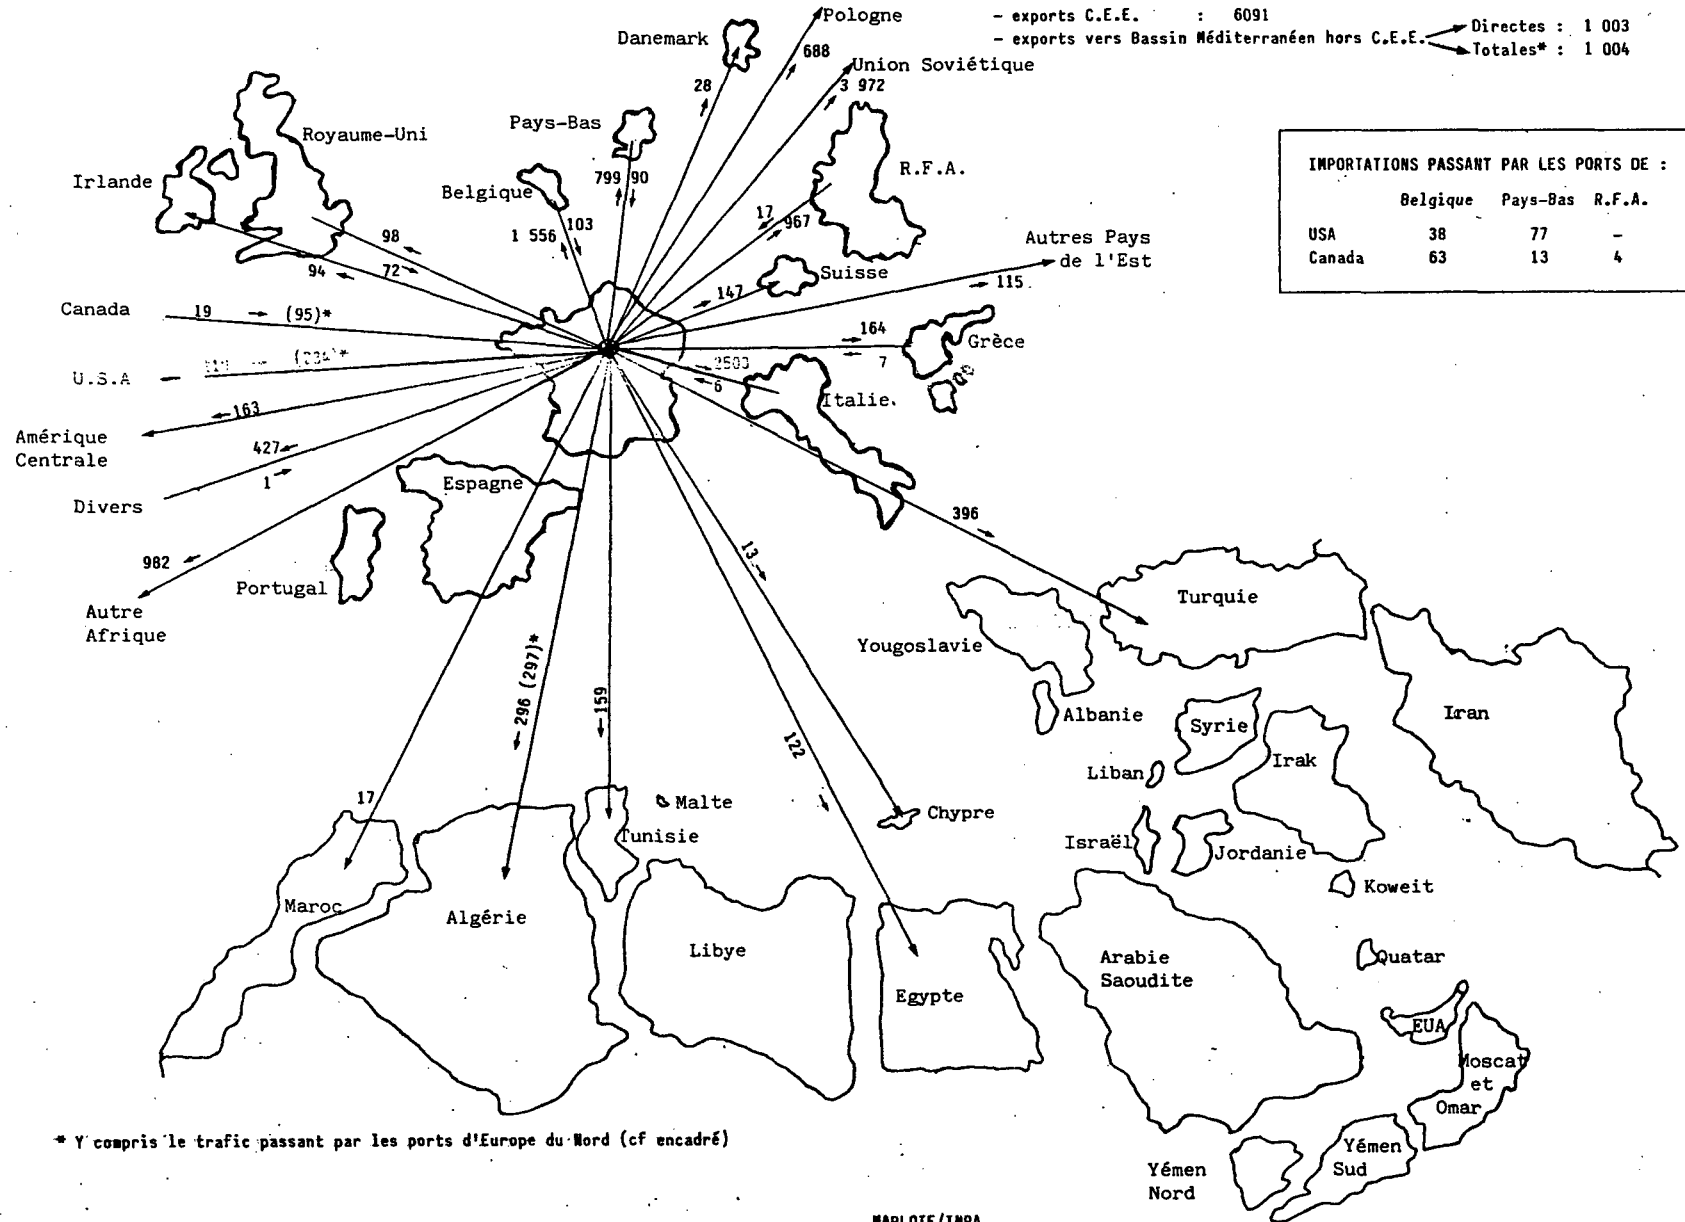 Pologne
- exports C.E.E. : 6091
- exports vers Bassin Méditerranéen hors C.E.E. Directes : 1 003
Totales* : 1 004
Danemark
688
Union Soviétique
28
3 972
Pays-Bas
Royaume-Uni
R.F.A.
Irlande
Belgique
799 90
17
967
103
1 556
98
72
94
Autres Pays
de l'Est
115
Suisse
147
IMPORTATIONS PASSANT PAR LES PORTS DE :
Belgique Pays-Bas R.F.A.
USA 38 77 -
Canada 63 13 4
Canada
19 (95)*
164
7
Grèce
U.S.A
2503
6
Italie.
163
Amérique
Centrale
427
1
Divers
Espagne
396
982
13
Portugal
Autre
Afrique
Turquie
Yougoslavie
296 (297)*
159
122
Albanie
Syrie
Iran
Irak
Liban
17
Malte
Chypre
Tunisie
Israël
Jordanie
Koweit
Maroc
Algérie
Libye
Egypte
Arabie
Saoudite
Quatar
EUA
Moscat
et
Omar
* Y compris le trafic passant par les ports d'Europe du Nord (cf encadré)
Yémen
Sud
Yémen
Nord